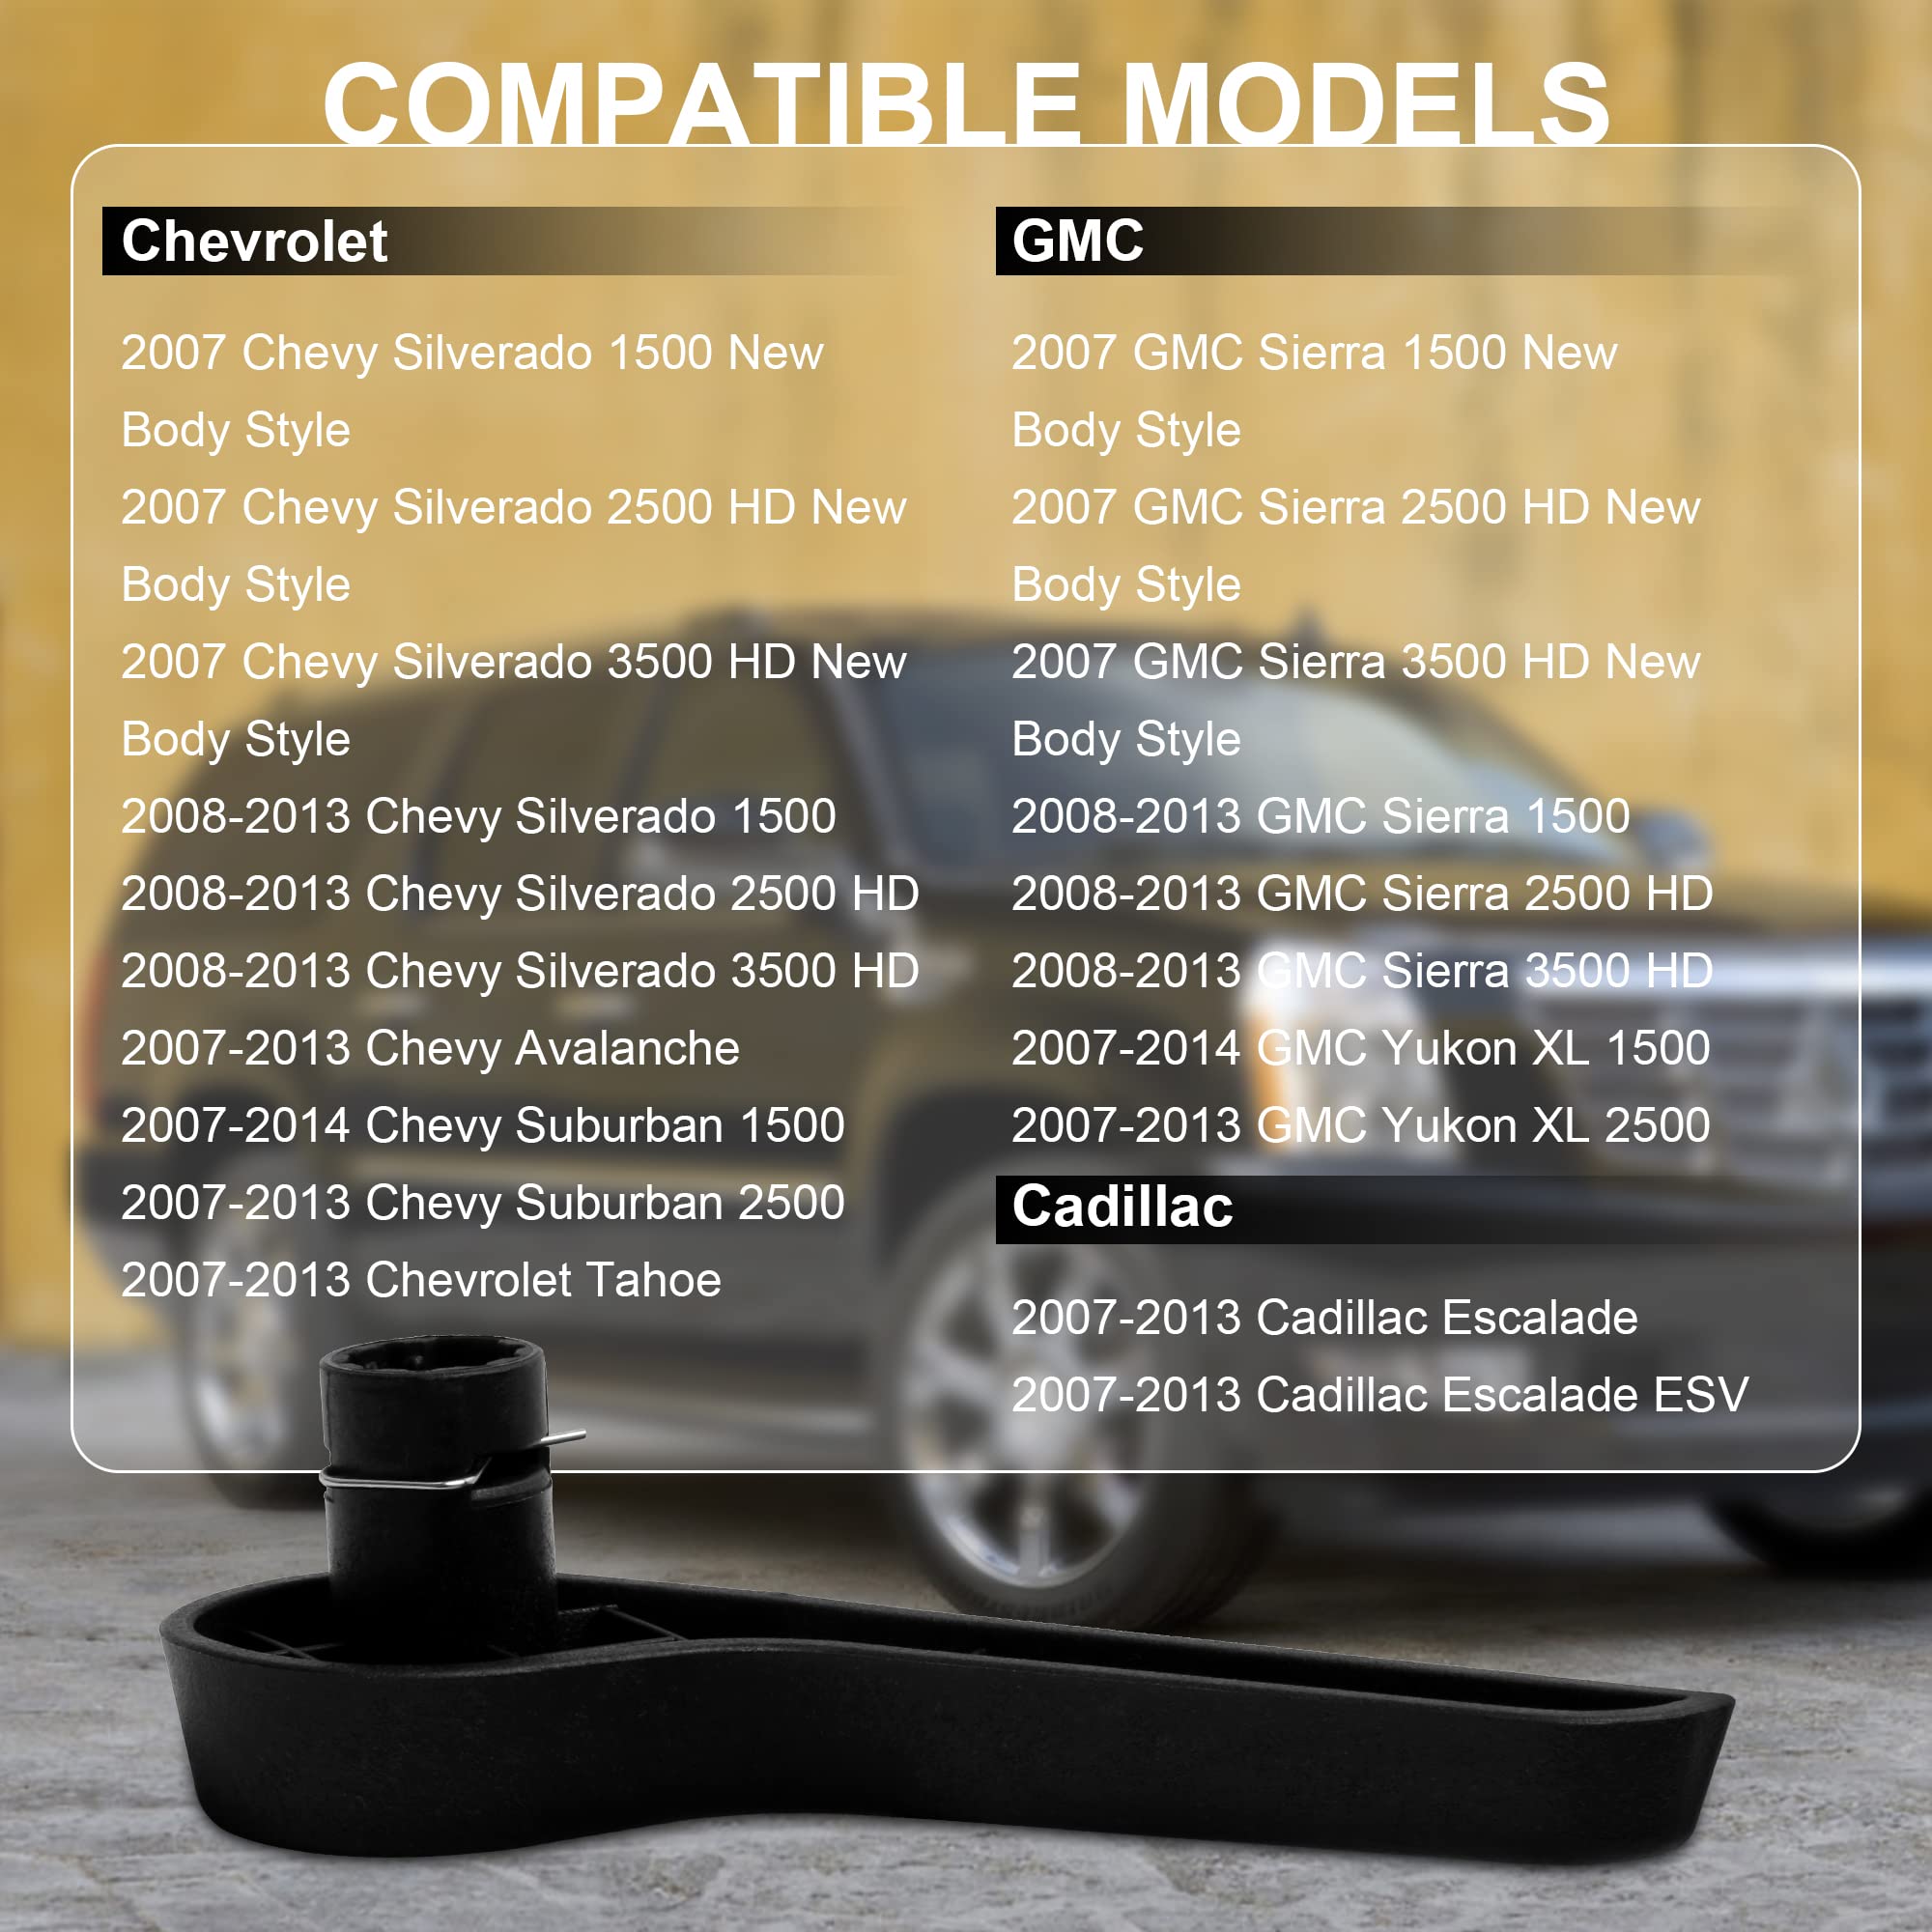 COMPATIBLE MODELS
Chevrolet
2007 Chevy Silverado 1500 New
Body Style
2007 Chevy Silverado 2500 HD New
Body Style
2007 Chevy Silverado 3500 HD New
Body Style
2008-2013 Chevy Silverado 1500
2008-2013 Chevy Silverado 2500 HD
2008-2013 Chevy Silverado 3500 HD
2007-2013 Chevy Avalanche
2007-2014 Chevy Suburban 1500
2007-2013 Chevy Suburban 2500
2007-2013 Chevrolet Tahoe
GMC
2007 GMC Sierra 1500 New
Body Style
2007 GMC Sierra 2500 HD New
Body Style
2007 GMC Sierra 3500 HD New
Body Style
2008-2013 GMC Sierra 1500
2008-2013 GMC Sierra 2500 HD
2008-2013 GMC Sierra 3500 HD
2007-2014 GMC Yukon XL 1500
2007-2013 GMC Yukon XL 2500
Cadillac
2007-2013 Cadillac Escalade
2007-2013 Cadillac Escalade ESV